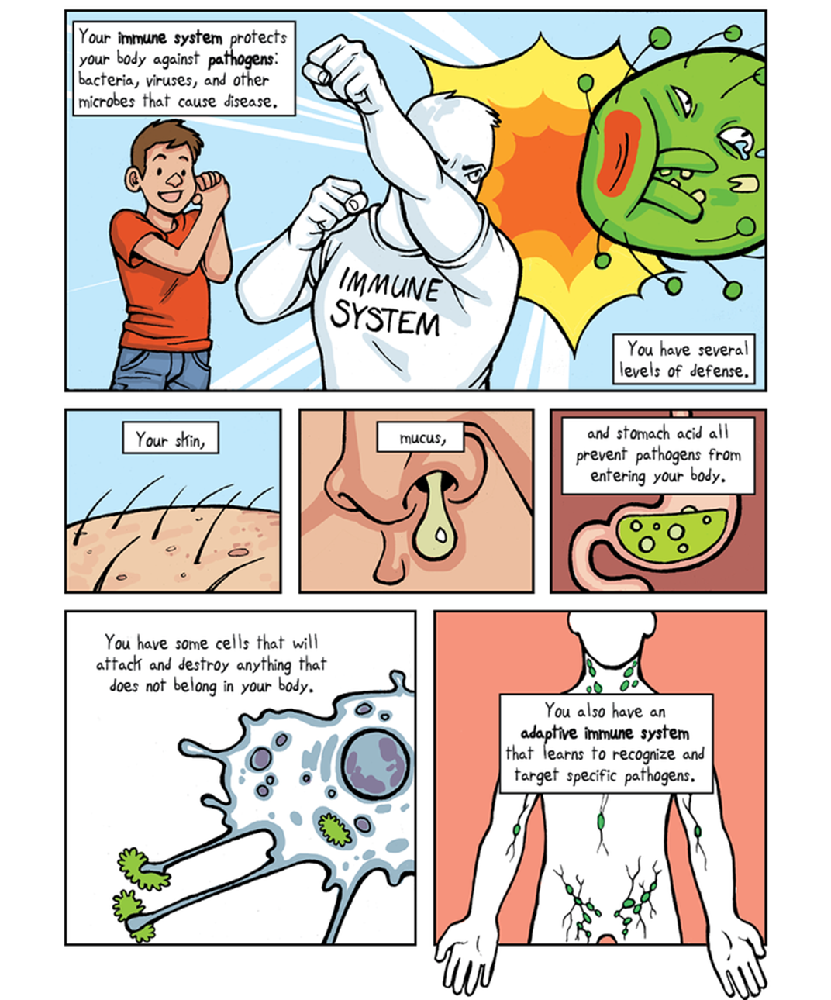 Your immune system protects
your body against pathogens:
bacteria, viruses, and other
microbes that cause disease.
IMMUNE
SYSTEM
You have several
levels of defense.
Your skin,
mucus,
and stomach acid all
prevent pathogens from
entering your body.
You have some cells that will
attack and destroy anything that
does not belong in your body.
You also have an
adaptive immune system
that learns to recognize and
target specific pathogens.